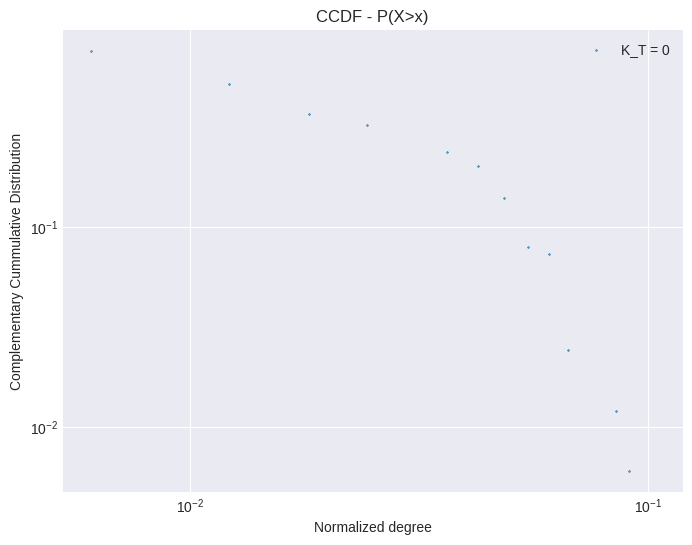 CCDF - P(X>x)
K_T = 0
Complementary Cummulative Distribution
10⁻¹
10⁻²
10⁻²
10⁻¹
Normalized degree